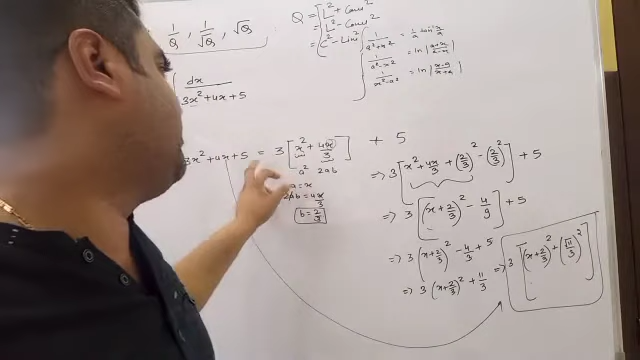 1/Q , 1/√Q , √Q
Q = [ L² + Cons²
= [ L² - Cons²
= [ C² - Lin²
1/(a²+x²) = 1/a tan⁻¹ x/a
1/(a²-x²) = ln |(a+x)/(a-x)|
1/(x²-a²) = ln |(x-a)/(x+a)|
∫ dx/(3x²+4x+5)
3x²+4x+5 = 3 [ x² + 4x/3 ] + 5
a² 2ab
a = x
2ab = 4x/3
b = 2/3
⇒ 3 [ x² + 4x/3 + (2/3)² - (2/3)² ] + 5
⇒ 3 [ (x+2/3)² - 4/9 ] + 5
⇒ 3 (x+2/3)² - 4/3 + 5
⇒ 3 (x+2/3)² + 11/3
⇒ 3 [ (x+2/3)² + (√11/3)² ]